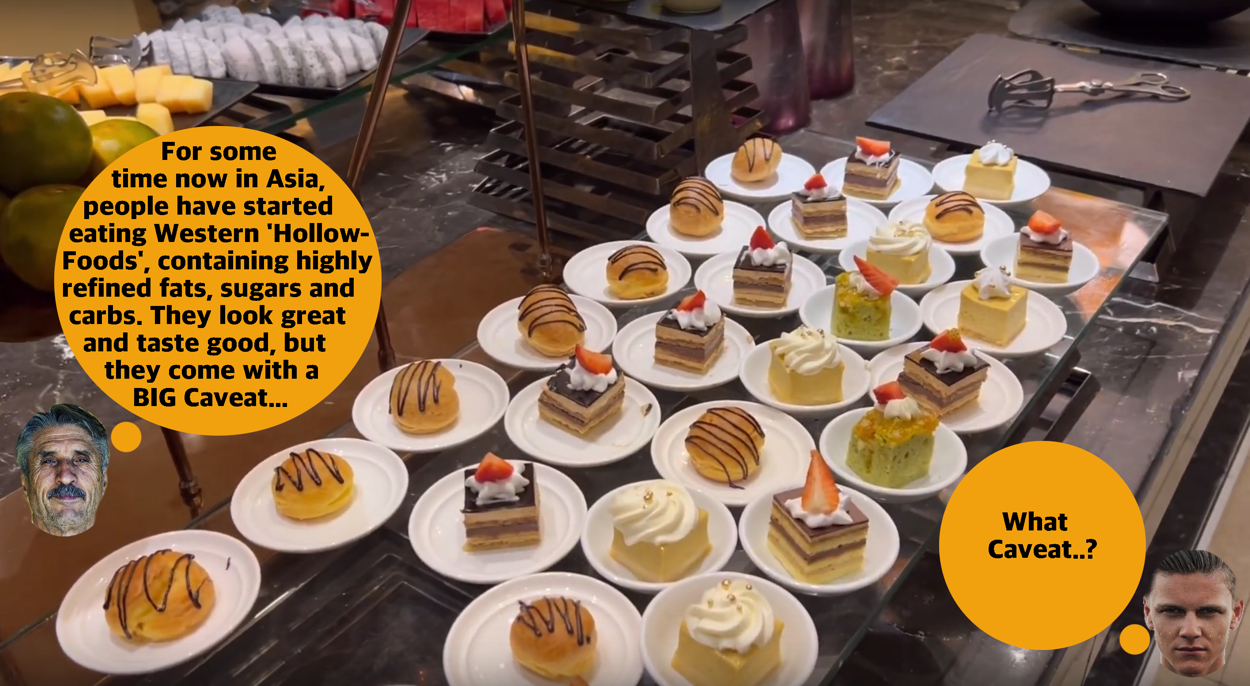 For some
time now in Asia,
people have started
eating Western 'Hollow-
Foods', containing highly
refined fats, sugars and
carbs. They look great
and taste good, but
they come with a
BIG Caveat...
What
Caveat..?